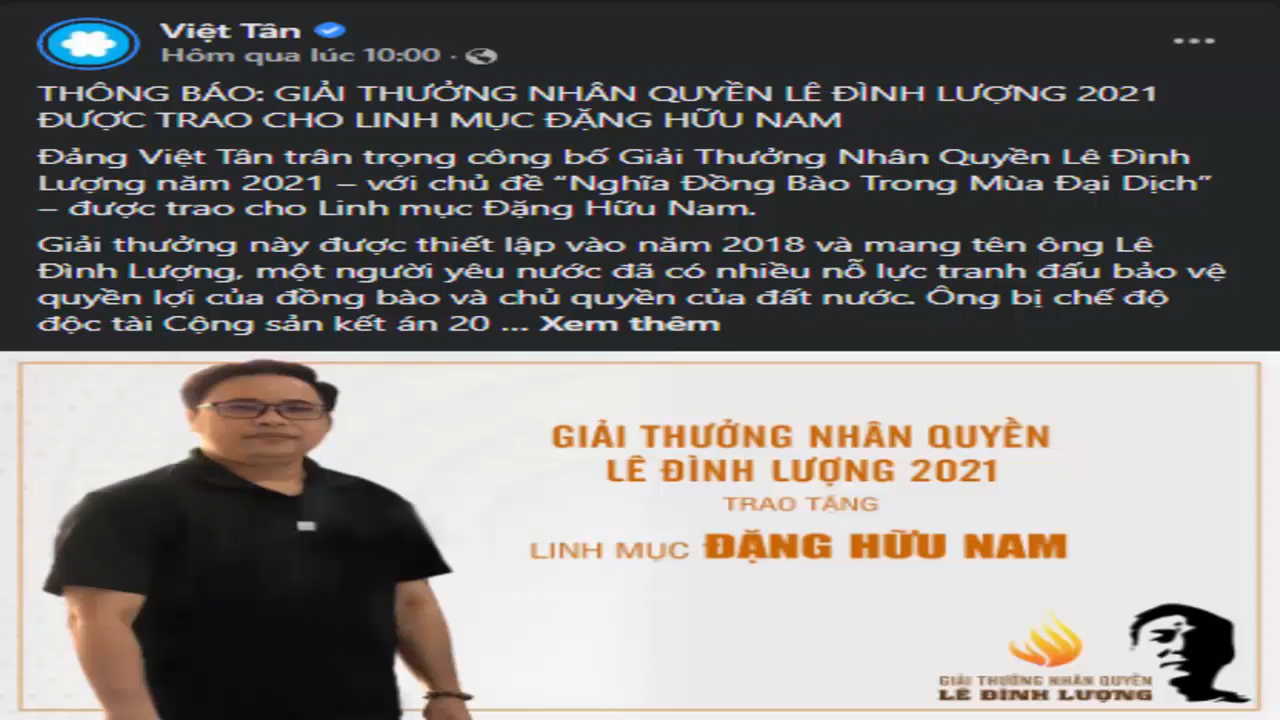 Việt Tân
Hôm qua lúc 10:00 ·
THÔNG BÁO: GIẢI THƯỞNG NHÂN QUYỀN LÊ ĐÌNH LƯỢNG 2021
ĐƯỢC TRAO CHO LINH MỤC ĐẶNG HỮU NAM
Đảng Việt Tân trân trọng công bố Giải Thưởng Nhân Quyền Lê Đình
Lượng năm 2021 – với chủ đề “Nghĩa Đồng Bào Trong Mùa Đại Dịch”
– được trao cho Linh mục Đặng Hữu Nam.
Giải thưởng này được thiết lập vào năm 2018 và mang tên ông Lê
Đình Lượng, một người yêu nước đã có nhiều nỗ lực tranh đấu bảo vệ
quyền lợi của đồng bào và chủ quyền của đất nước. Ông bị chế độ
độc tài Cộng sản kết án 20 ... Xem thêm
GIẢI THƯỞNG NHÂN QUYỀN
LÊ ĐÌNH LƯỢNG 2021
TRAO TẶNG
LINH MỤC ĐẶNG HỮU NAM
GIẢI THƯỞNG NHÂN QUYỀN
LÊ ĐÌNH LƯỢNG